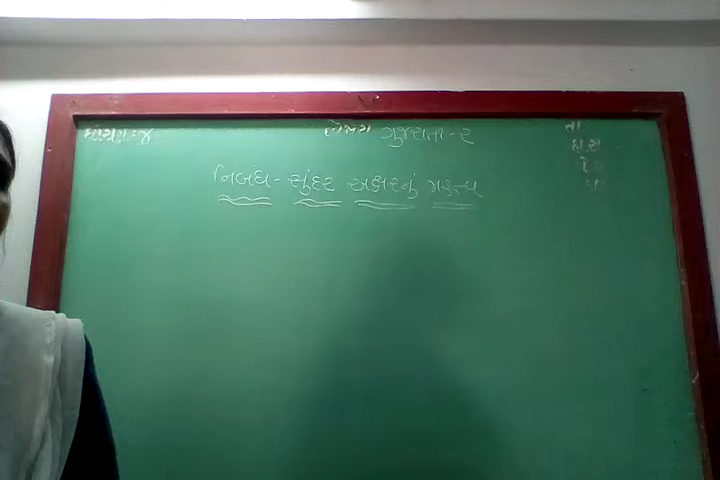 ધોરણ :- ૪ વિષય ગુજરાતી - ૨ તા
હા.સ
નિબંધ - સુંદર અક્ષરનું મહત્વ